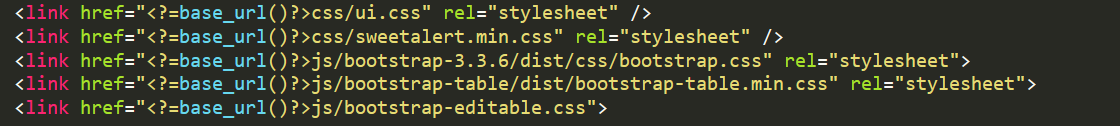 <link href="<?=base_url()?>css/ui.css" rel="stylesheet" />
<link href="<?=base_url()?>css/sweetalert.min.css" rel="stylesheet" />
<link href="<?=base_url()?>js/bootstrap-3.3.6/dist/css/bootstrap.css" rel="stylesheet">
<link href="<?=base_url()?>js/bootstrap-table/dist/bootstrap-table.min.css" rel="stylesheet">
<link href="<?=base_url()?>js/bootstrap-editable.css">